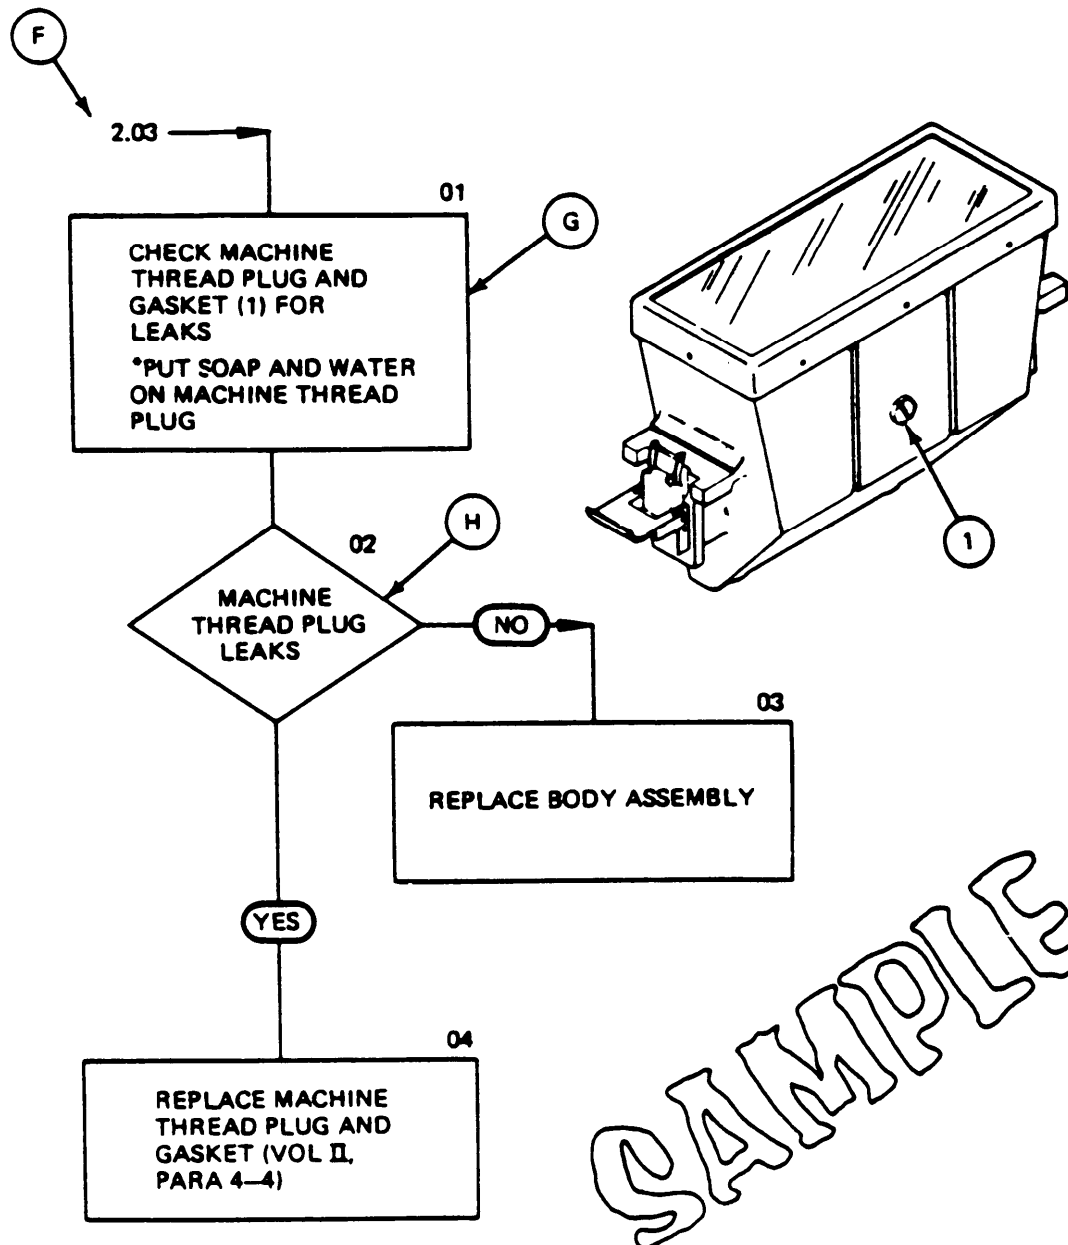 F
2.03
01
CHECK MACHINE
THREAD PLUG AND
GASKET (1) FOR
LEAKS
*PUT SOAP AND WATER
ON MACHINE THREAD
PLUG
G
1
02
H
MACHINE
THREAD PLUG
LEAKS
NO
03
REPLACE BODY ASSEMBLY
YES
04
REPLACE MACHINE
THREAD PLUG AND
GASKET (VOL II,
PARA 4-4)
SAMPLE